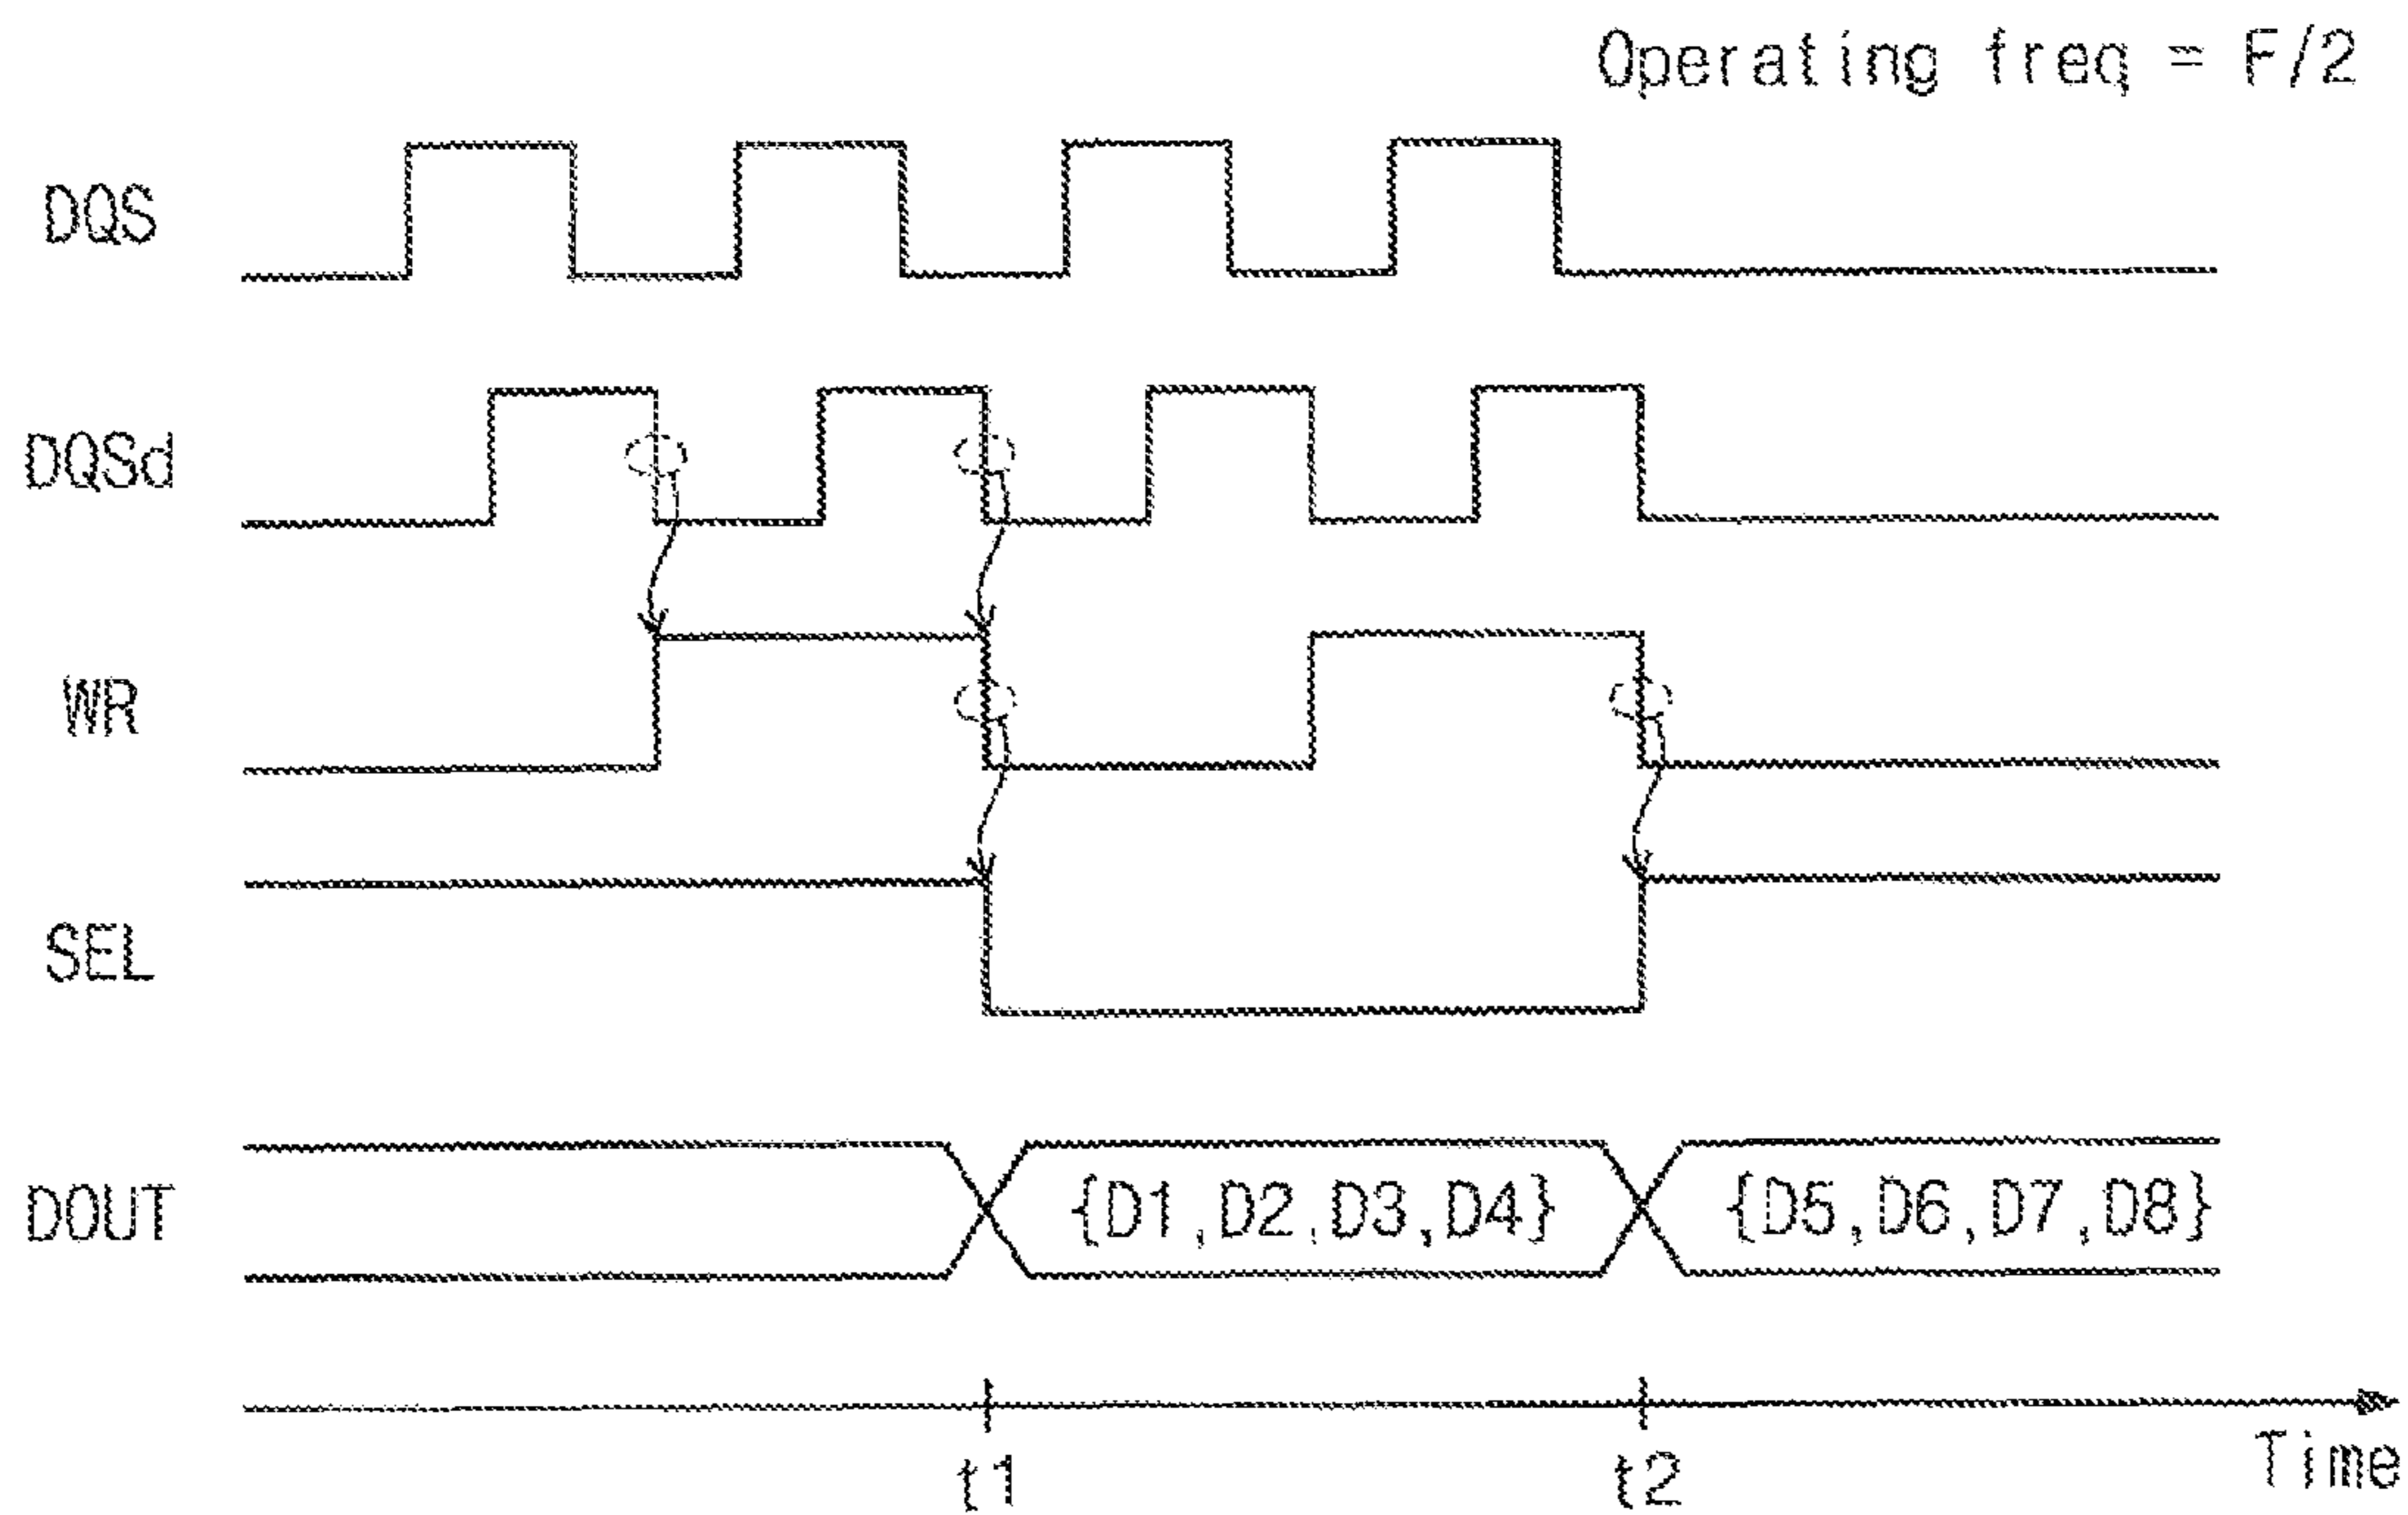 Operating freq = F/2
DQS
DQSd
WR
SEL
DOUT
{D1,D2,D3,D4}
{D5,D6,D7,D8}
t1
t2
Time